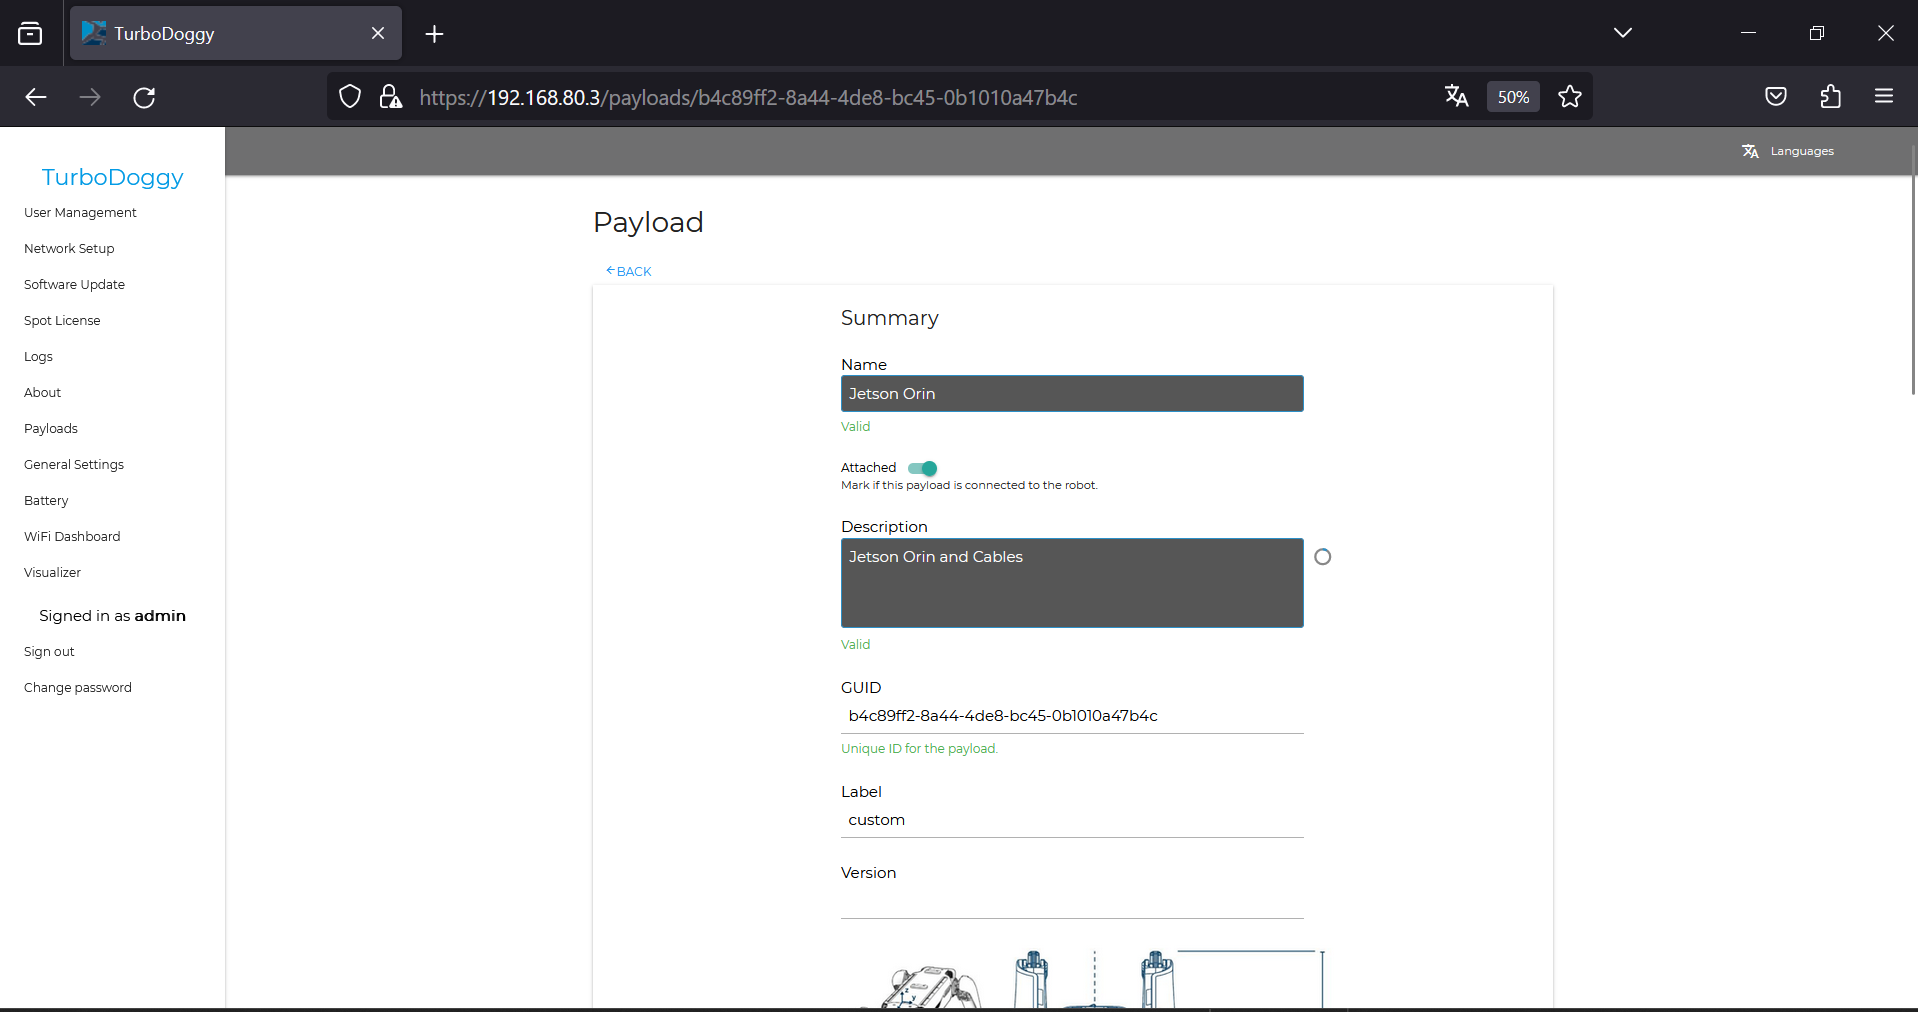 TurboDoggy
https://192.168.80.3/payloads/b4c89ff2-8a44-4de8-bc45-0b1010a47b4c
50%
Languages
TurboDoggy
User Management
Network Setup
Software Update
Spot License
Logs
About
Payloads
General Settings
Battery
WiFi Dashboard
Visualizer
Signed in as admin
Sign out
Change password
Payload
BACK
Summary
Name
Jetson Orin
Valid
Attached
Mark if this payload is connected to the robot.
Description
Jetson Orin and Cables
Valid
GUID
b4c89ff2-8a44-4de8-bc45-0b1010a47b4c
Unique ID for the payload.
Label
custom
Version
z
y